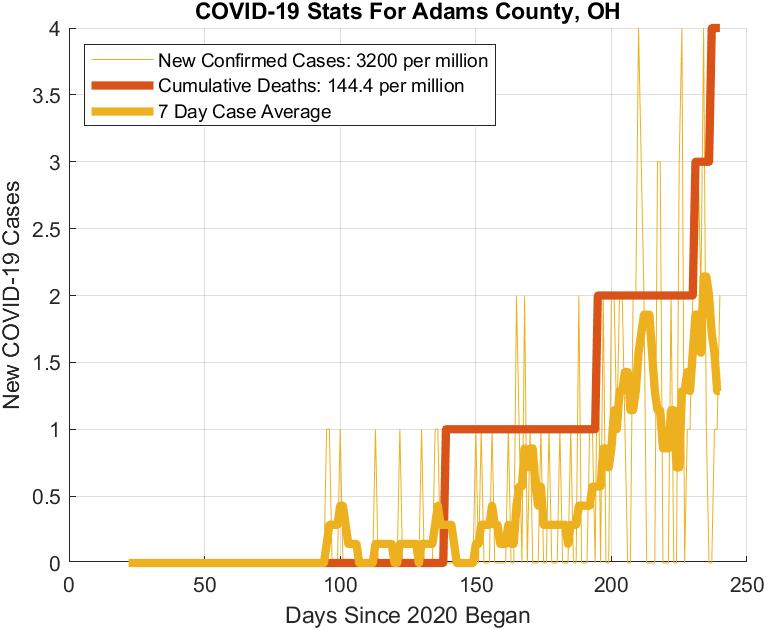 COVID-19 Stats For Adams County, OH
New Confirmed Cases: 3200 per million
Cumulative Deaths: 144.4 per million
7 Day Case Average
New COVID-19 Cases
4
3.5
3
2.5
2
1.5
1
0.5
0
0 50 100 150 200 250
Days Since 2020 Began